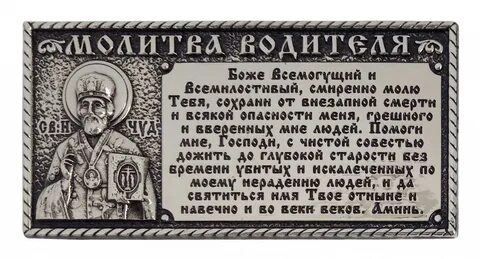 МОЛИТВА ВОДИТЕЛЯ
СВ.Н ЧУД.
Боже Всемогущий и
Всемилостивый, смиренно молю
Тебя, сохрани от внезапной смерти
и всякой опасности меня, грешного
и вверенных мне людей. Помоги
мне, Господи, с чистой совестью
дожить до глубокой старости без
времени убитых и искалеченных по
моему нерадению людей, и да
святиться имя Твое отныне и
навечно и во веки веков. Аминь.